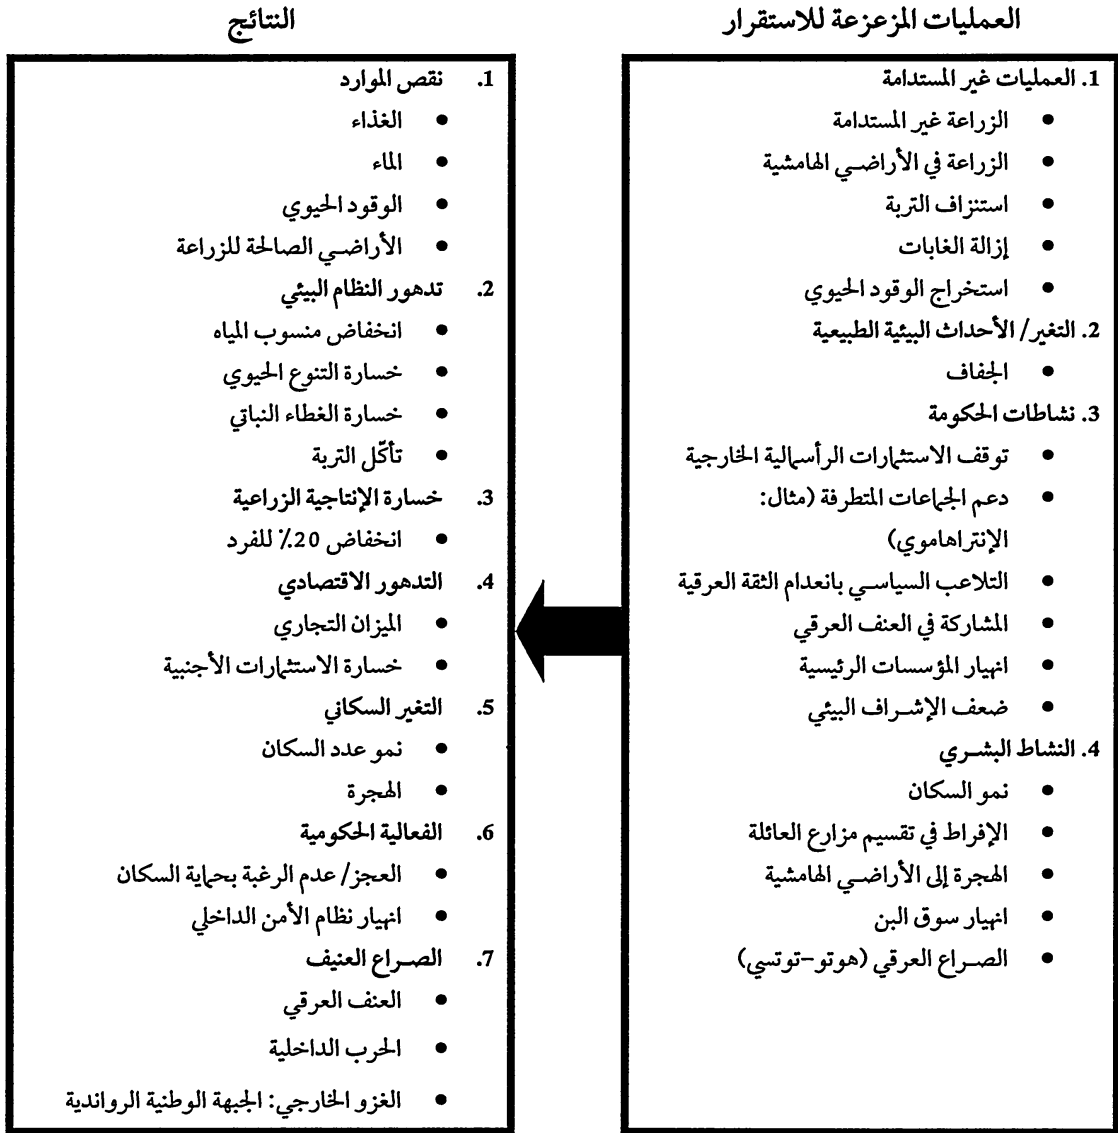 العمليات المزعزعة للاستقرار
1. العمليات غير المستدامة
• الزراعة غير المستدامة
• الزراعة في الأراضي الهامشية
• استنزاف التربة
• إزالة الغابات
• استخراج الوقود الحيوي
2. التغير/ الأحداث البيئية الطبيعية
• الجفاف
3. نشاطات الحكومة
• توقف الاستثمارات الرأسمالية الخارجية
• دعم الجماعات المتطرفة (مثال:
الإنتراهاموي)
• التلاعب السياسي بانعدام الثقة العرقية
• المشاركة في العنف العرقي
• انهيار المؤسسات الرئيسية
• ضعف الإشراف البيئي
4. النشاط البشري
• نمو السكان
• الإفراط في تقسيم مزارع العائلة
• الهجرة إلى الأراضي الهامشية
• انهيار سوق البن
• الصراع العرقي (هوتو–توتسي)
النتائج
1. نقص الموارد
• الغذاء
• الماء
• الوقود الحيوي
• الأراضي الصالحة للزراعة
2. تدهور النظام البيئي
• انخفاض منسوب المياه
• خسارة التنوع الحيوي
• خسارة الغطاء النباتي
• تأكّل التربة
3. خسارة الإنتاجية الزراعية
• انخفاض 20٪ للفرد
4. التدهور الاقتصادي
• الميزان التجاري
• خسارة الاستثمارات الأجنبية
5. التغير السكاني
• نمو عدد السكان
• الهجرة
6. الفعالية الحكومية
• العجز/ عدم الرغبة بحماية السكان
• انهيار نظام الأمن الداخلي
7. الصراع العنيف
• العنف العرقي
• الحرب الداخلية
• الغزو الخارجي: الجبهة الوطنية الرواندية